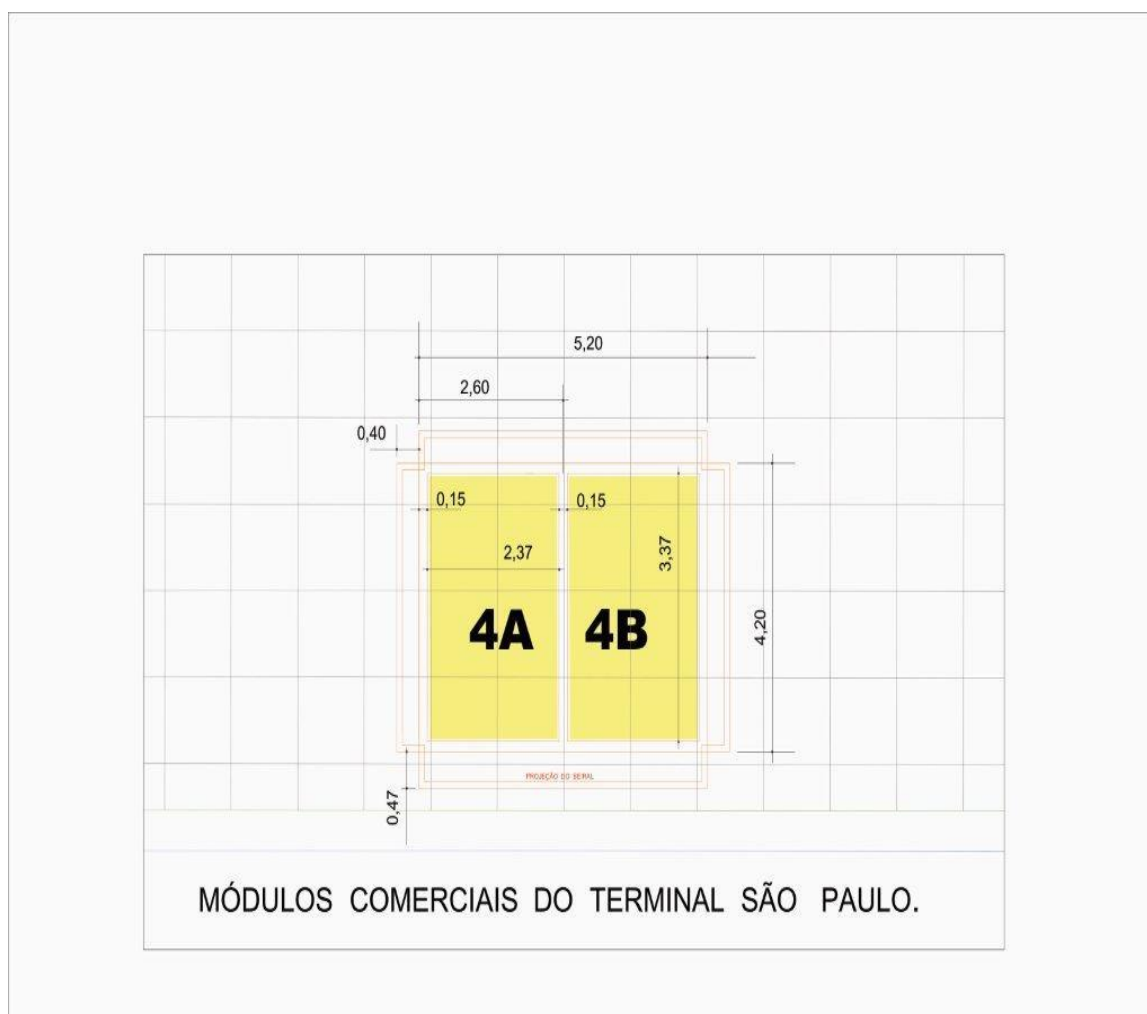 5,20
2,60
0,40
0,15
0,15
2,37
3,37
4A
4B
4,20
PROJEÇÃO DO BEIRAL
0,47
MÓDULOS COMERCIAIS DO TERMINAL SÃO PAULO.